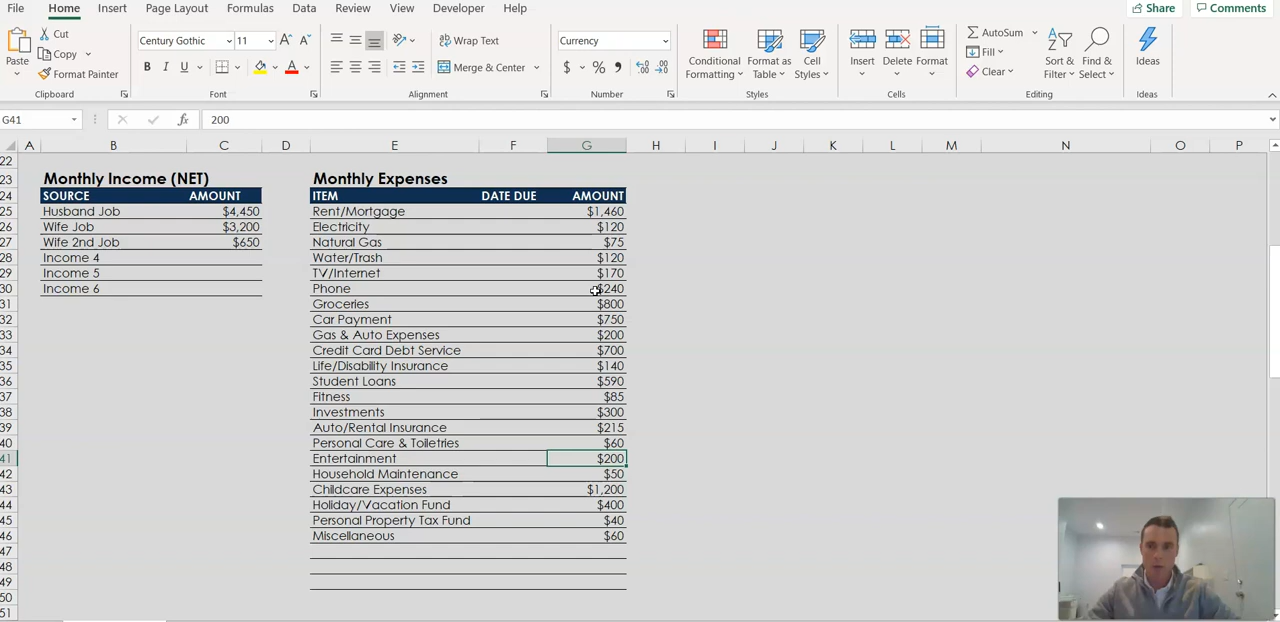 File Home Insert Page Layout Formulas Data Review View Developer Help Share Comments
Paste Cut Copy Format Painter Clipboard
Century Gothic 11 A A B I U A Font
Wrap Text Merge & Center Alignment
Currency $ % Number
Conditional Formatting Format as Table Cell Styles Styles
Insert Delete Format Cells
AutoSum Fill Clear Sort & Filter Find & Select Editing
Ideas Ideas
G41 fx 200
A B C D E F G H I J K L M N O P
22
23 Monthly Income (NET) Monthly Expenses
24 SOURCE AMOUNT ITEM DATE DUE AMOUNT
25 Husband Job $4,450 Rent/Mortgage $1,460
26 Wife Job $3,200 Electricity $120
27 Wife 2nd Job $650 Natural Gas $75
28 Income 4 Water/Trash $120
29 Income 5 TV/Internet $170
30 Income 6 Phone $240
31 Groceries $800
32 Car Payment $750
33 Gas & Auto Expenses $200
34 Credit Card Debt Service $700
35 Life/Disability Insurance $140
36 Student Loans $590
37 Fitness $85
38 Investments $300
39 Auto/Rental Insurance $215
40 Personal Care & Toiletries $60
41 Entertainment $200
42 Household Maintenance $50
43 Childcare Expenses $1,200
44 Holiday/Vacation Fund $400
45 Personal Property Tax Fund $40
46 Miscellaneous $60
47
48
49
50
51